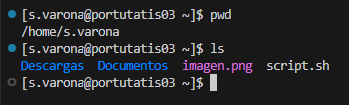 [s.varona@portutatis03 ~]$ pwd
/home/s.varona
[s.varona@portutatis03 ~]$ ls
Descargas  Documentos  imagen.png  script.sh
[s.varona@portutatis03 ~]$